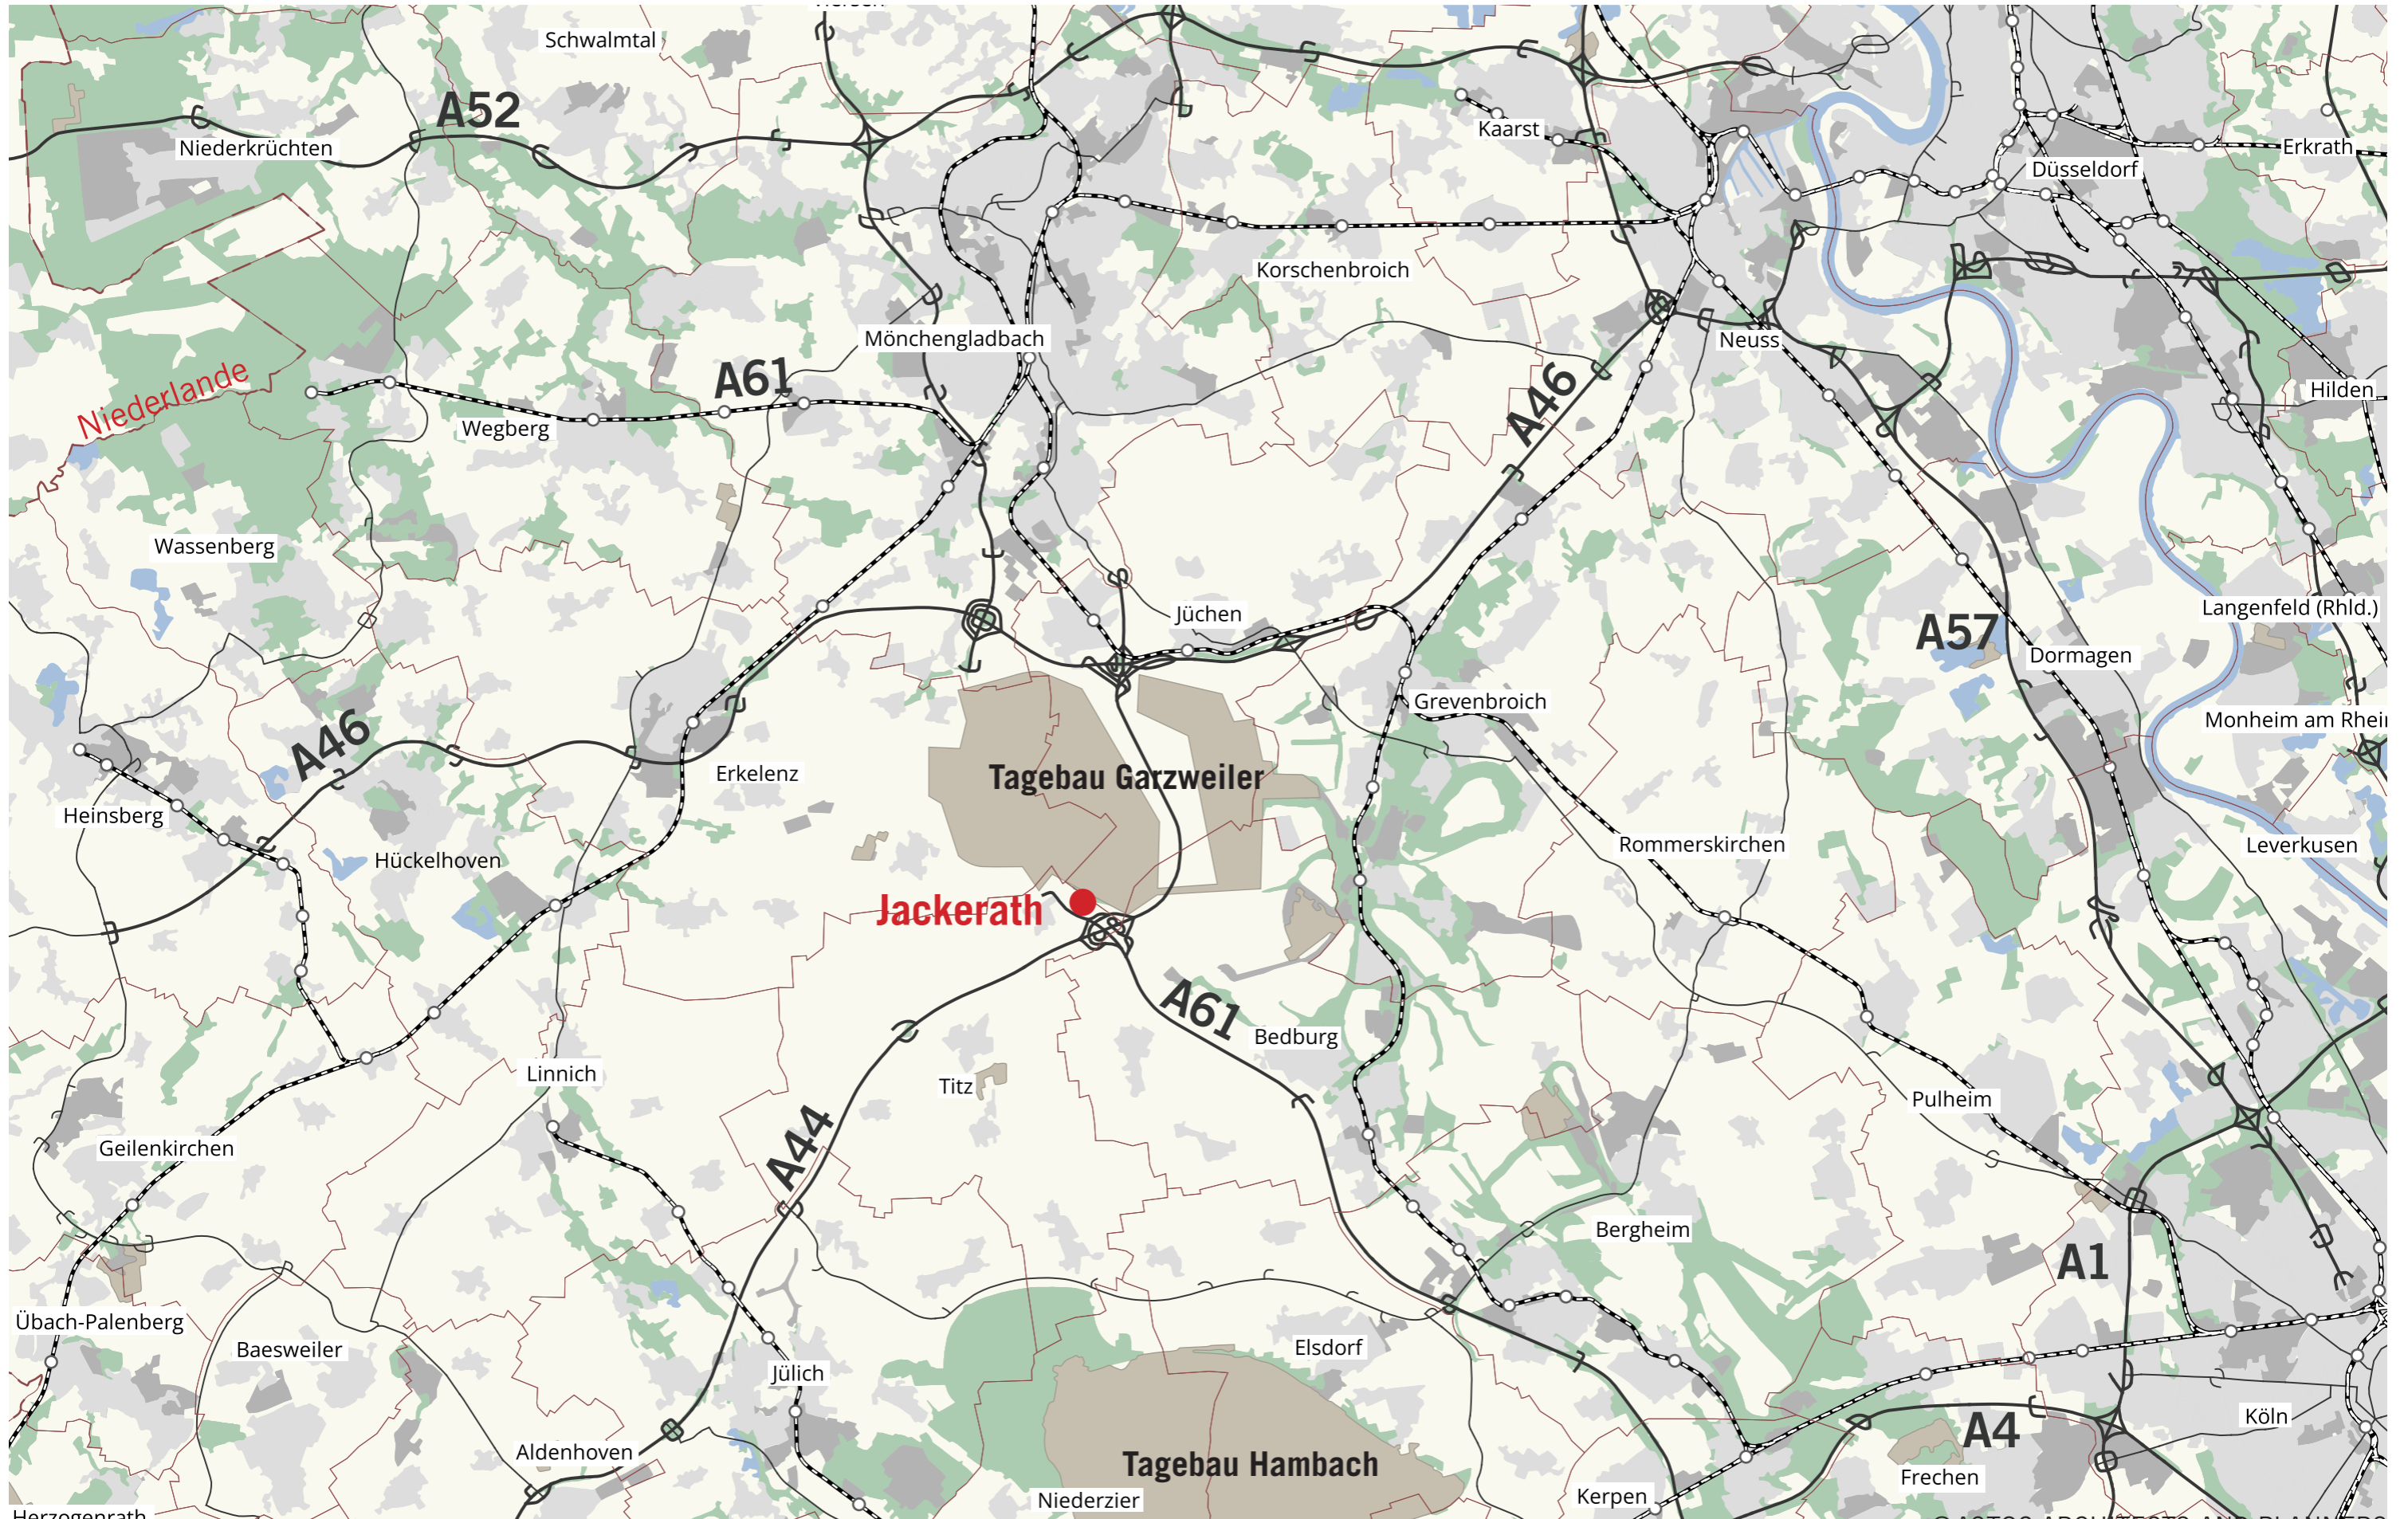 Schwalmtal
A52
Niederkrüchten
Kaarst
Düsseldorf
Erkrath
Korschenbroich
Mönchengladbach
Neuss
A61
Niederlande
Wegberg
A46
Hilden
Wassenberg
Jüchen
Langenfeld (Rhld.)
A57
Dormagen
Grevenbroich
Monheim am Rhei
A46
Erkelenz
Tagebau Garzweiler
Heinsberg
Hückelhoven
Rommerskirchen
Leverkusen
Jackerath
A61
Bedburg
Linnich
Titz
Pulheim
Geilenkirchen
A44
Bergheim
A1
Übach-Palenberg
Baesweiler
Elsdorf
Jülich
Köln
A4
Aldenhoven
Tagebau Hambach
Frechen
Niederzier
Kerpen